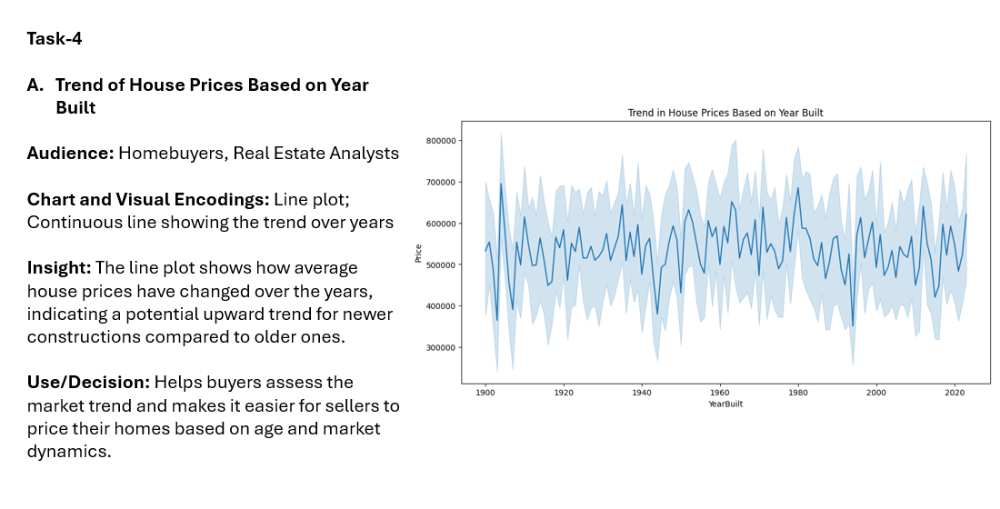 Task-4
A. Trend of House Prices Based on Year
Built
Audience: Homebuyers, Real Estate Analysts
Chart and Visual Encodings: Line plot;
Continuous line showing the trend over years
Insight: The line plot shows how average
house prices have changed over the years,
indicating a potential upward trend for newer
constructions compared to older ones.
Use/Decision: Helps buyers assess the
market trend and makes it easier for sellers to
price their homes based on age and market
dynamics.
Trend in House Prices Based on Year Built
Price
800000
700000
600000
500000
400000
300000
1900 1920 1940 1960 1980 2000 2020
YearBuilt